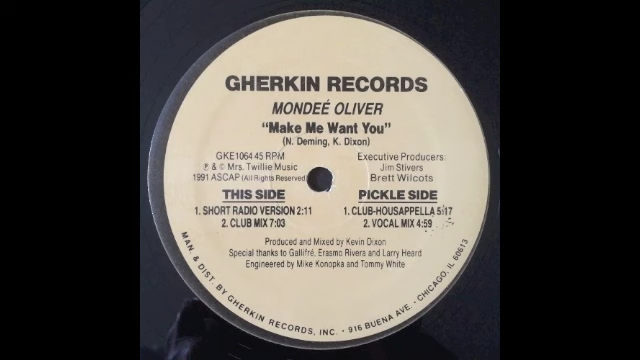 GHERKIN RECORDS
MONDEÉ OLIVER
"Make Me Want You"
(N. Deming, K. Dixon)
GKE1064 45 RPM
℗ & © Mrs. Twillie Music
1991 ASCAP (All Rights Reserved)
Executive Producers:
Jim Stivers
Brett Wilcots
THIS SIDE
1. SHORT RADIO VERSION 2:11
2. CLUB MIX 7:03
PICKLE SIDE
1. CLUB-HOUSAPPELLA 5:17
2. VOCAL MIX 4:59
Produced and Mixed by Kevin Dixon
Special thanks to Gallifré, Erasmo Rivera and Larry Heard
Engineered by Mike Konopka and Tommy White
MAN. & DIST. BY GHERKIN RECORDS, INC. • 916 BUENA AVE. • CHICAGO, IL 60613